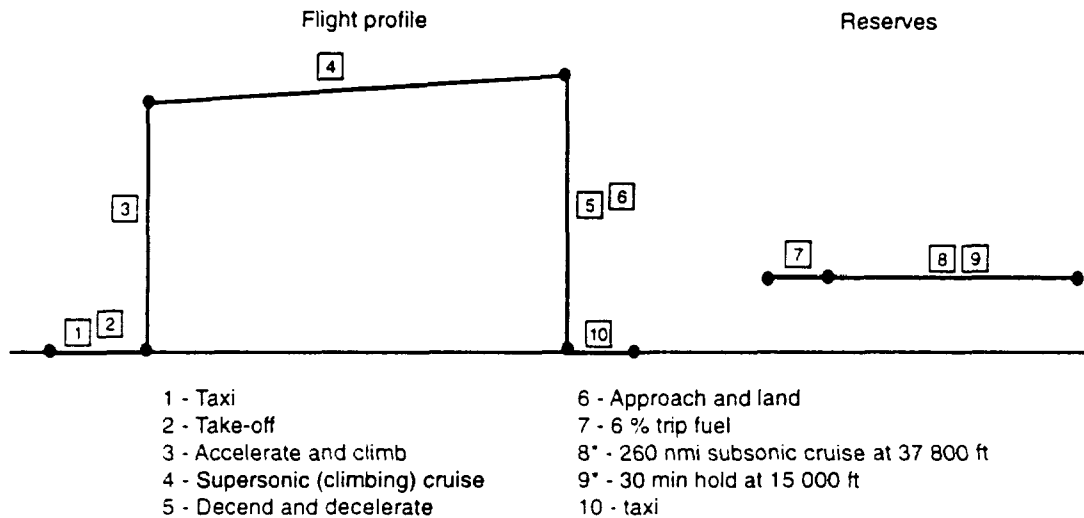 Flight profile
Reserves
4
3
5 6
7
8 9
1 2
10
1 - Taxi
2 - Take-off
3 - Accelerate and climb
4 - Supersonic (climbing) cruise
5 - Decend and decelerate
6 - Approach and land
7 - 6 % trip fuel
8* - 260 nmi subsonic cruise at 37 800 ft
9* - 30 min hold at 15 000 ft
10 - taxi